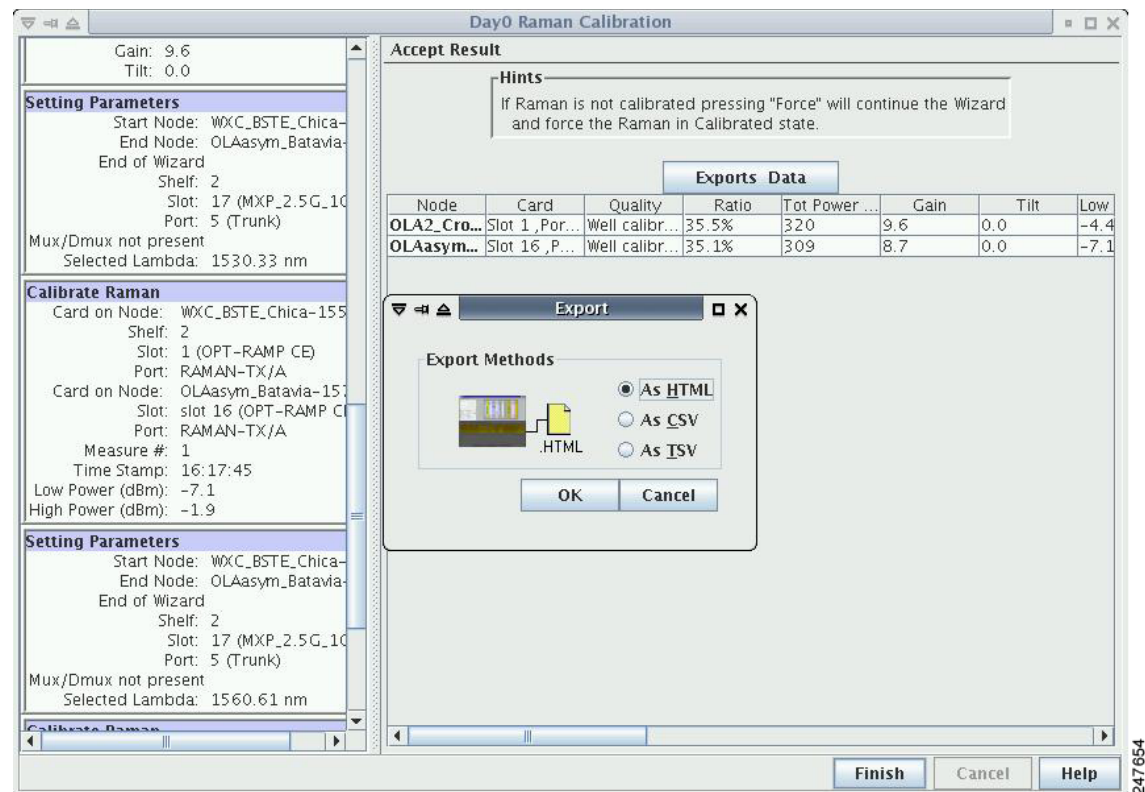 Day0 Raman Calibration
Gain: 9.6
Tilt: 0.0
Setting Parameters
Start Node: WXC_BSTE_Chica-
End Node: OLAasym_Batavia-
End of Wizard
Shelf: 2
Slot: 17 (MXP_2.5G_10
Port: 5 (Trunk)
Mux/Dmux not present
Selected Lambda: 1530.33 nm
Calibrate Raman
Card on Node: WXC_BSTE_Chica-155
Shelf: 2
Slot: 1 (OPT-RAMP CE)
Port: RAMAN-TX/A
Card on Node: OLAasym_Batavia-157
Slot: slot 16 (OPT-RAMP CE
Port: RAMAN-TX/A
Measure #: 1
Time Stamp: 16:17:45
Low Power (dBm): -7.1
High Power (dBm): -1.9
Setting Parameters
Start Node: WXC_BSTE_Chica-
End Node: OLAasym_Batavia-
End of Wizard
Shelf: 2
Slot: 17 (MXP_2.5G_10
Port: 5 (Trunk)
Mux/Dmux not present
Selected Lambda: 1560.61 nm
Calibrate Raman
Accept Result
Hints
If Raman is not calibrated pressing "Force" will continue the Wizard
and force the Raman in Calibrated state.
Exports Data
Node Card Quality Ratio Tot Power ... Gain Tilt Low
OLA2_Cro... Slot 1 ,Por... Well calibr... 35.5% 320 9.6 0.0 -4.4
OLAasym... Slot 16 ,P... Well calibr... 35.1% 309 8.7 0.0 -7.1
Export
Export Methods
.HTML
As HTML
As CSV
As TSV
OK Cancel
Finish Cancel Help
247654